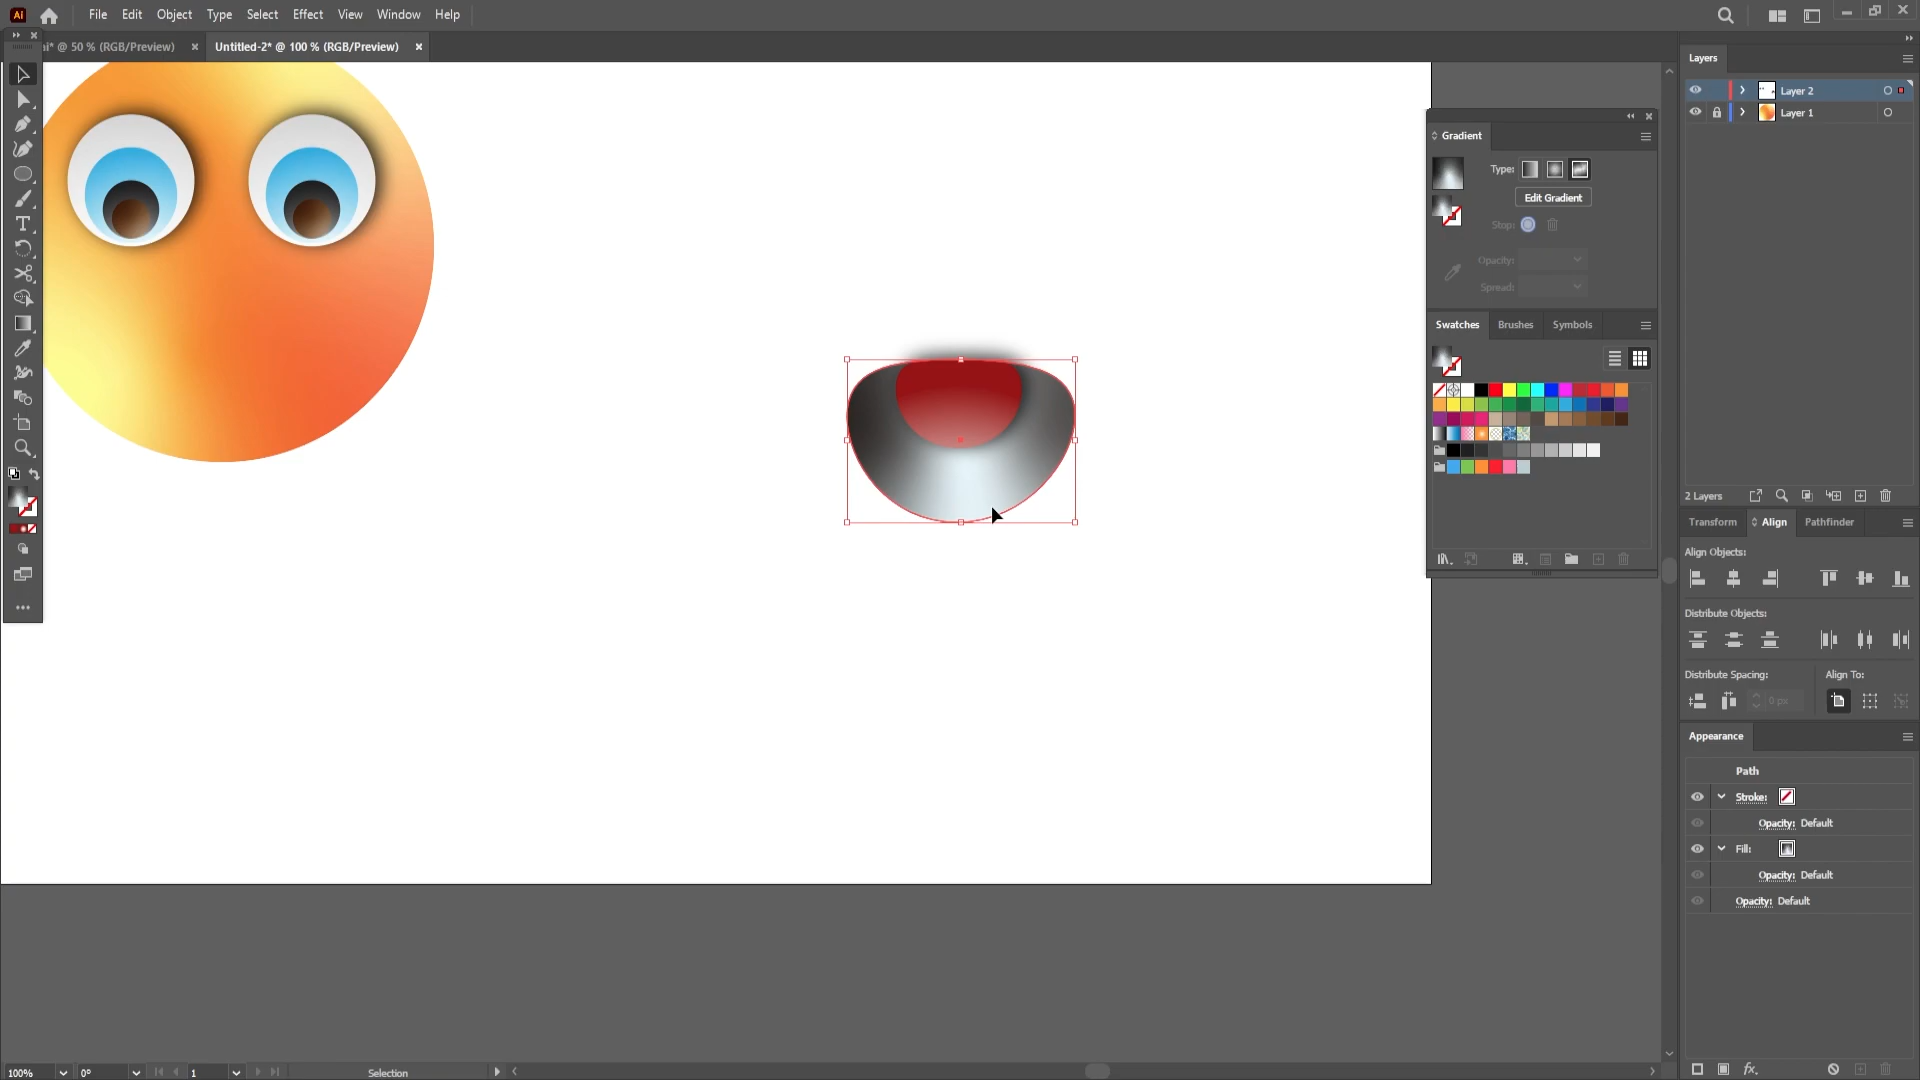 Ai File Edit Object Type Select Effect View Window Help
ai* @ 50 % (RGB/Preview) × Untitled-2* @ 100 % (RGB/Preview) ×
Layers
Layer 2
Layer 1
Gradient
Type:
Edit Gradient
Stop:
Opacity:
Spread:
Swatches Brushes Symbols
2 Layers
Transform Align Pathfinder
Align Objects:
Distribute Objects:
Distribute Spacing: Align To:
0 px
Appearance
Path
Stroke:
Opacity: Default
Fill:
Opacity: Default
Opacity: Default
100% 0° 1 Selection